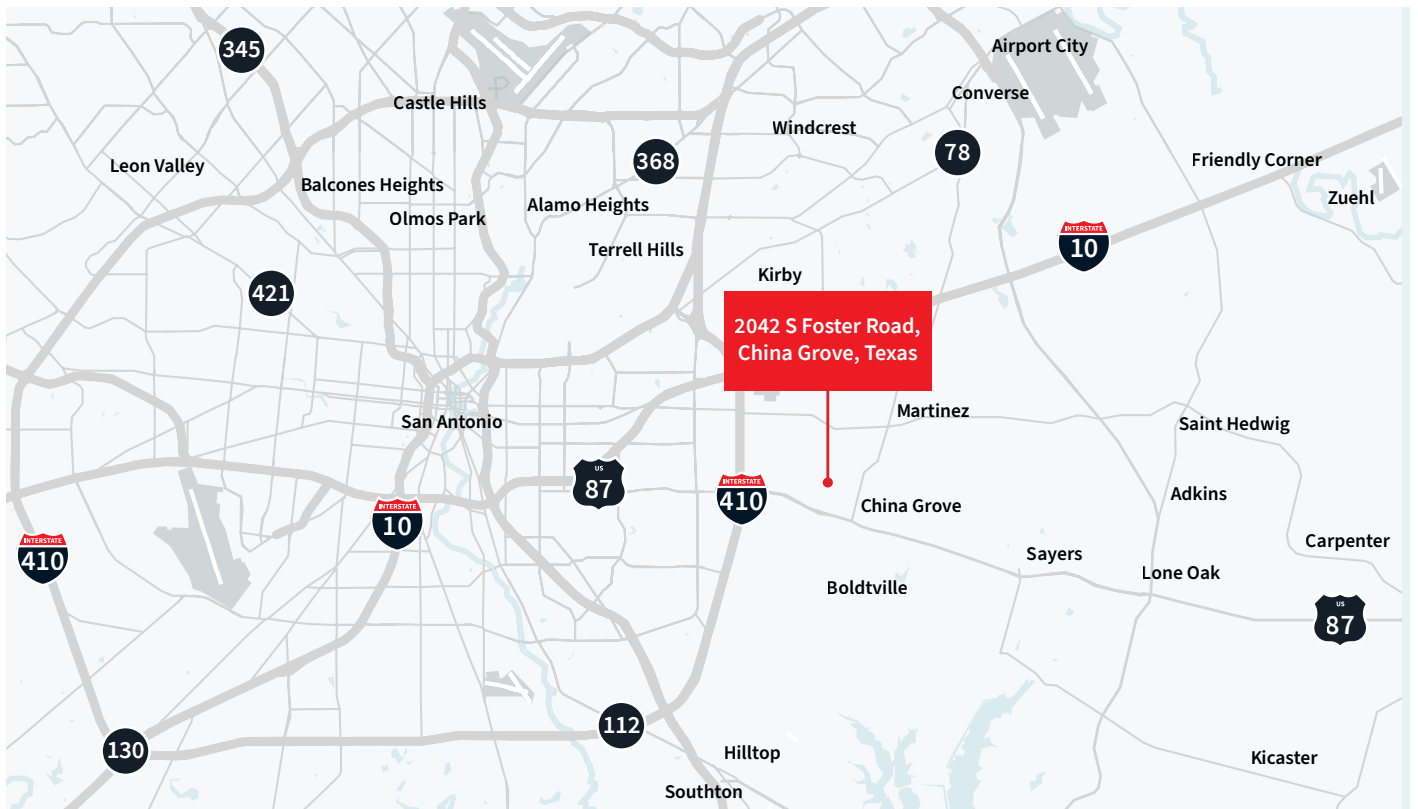 345
Airport City
Castle Hills
Converse
Windcrest
368
78
Leon Valley
Friendly Corner
Balcones Heights
Zuehl
Olmos Park
Alamo Heights
INTERSTATE
10
Terrell Hills
Kirby
421
2042 S Foster Road,
China Grove, Texas
Martinez
San Antonio
Saint Hedwig
US
87
INTERSTATE
410
Adkins
China Grove
INTERSTATE
10
INTERSTATE
410
Carpenter
Sayers
Lone Oak
Boldtville
US
87
112
130
Hilltop
Kicaster
Southton